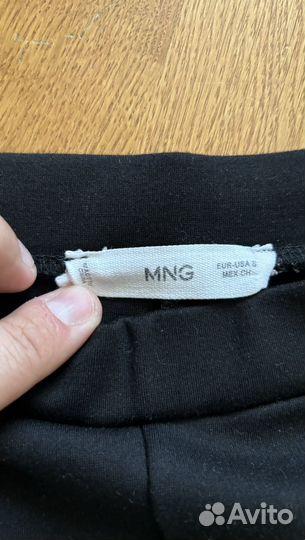 MNG
EUR-USA S
MEX CH
Avito